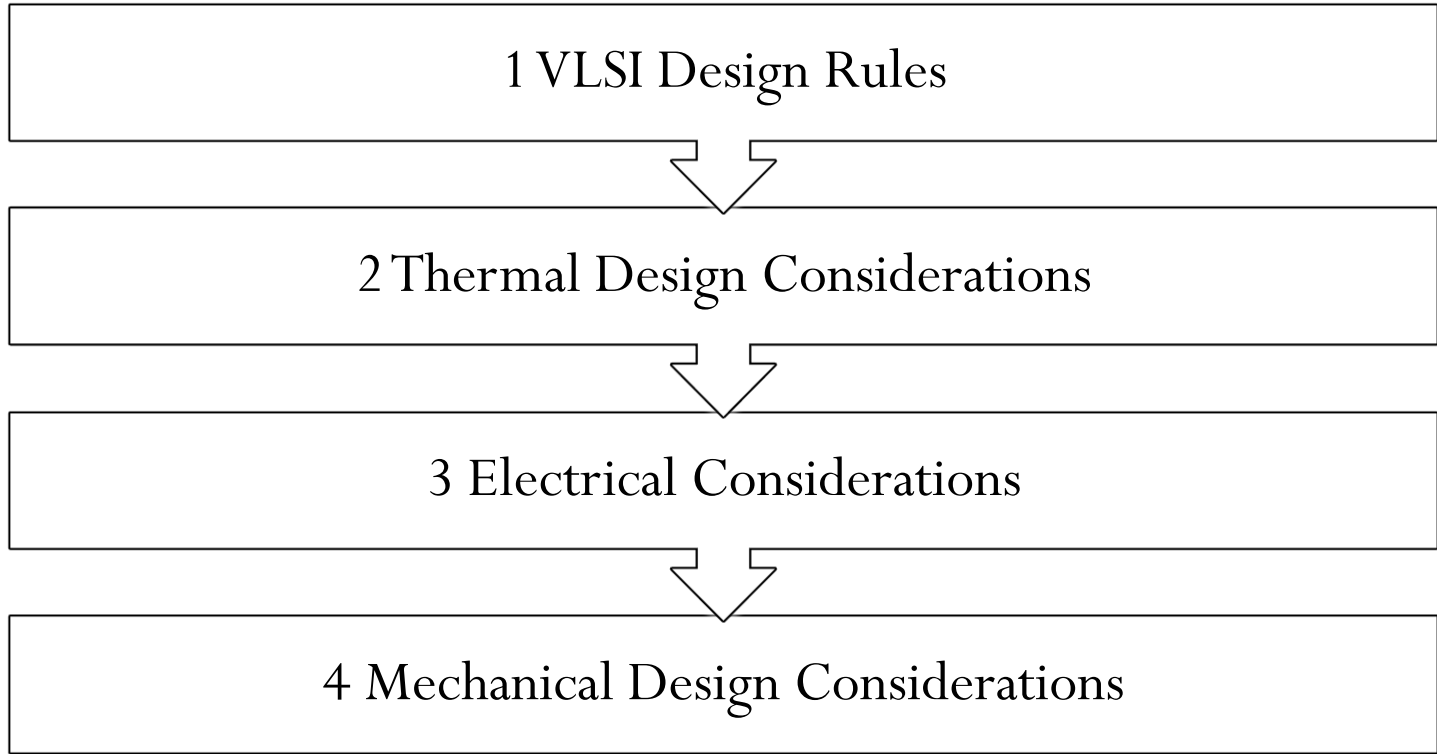 1 VLSI Design Rules
2 Thermal Design Considerations
3 Electrical Considerations
4 Mechanical Design Considerations